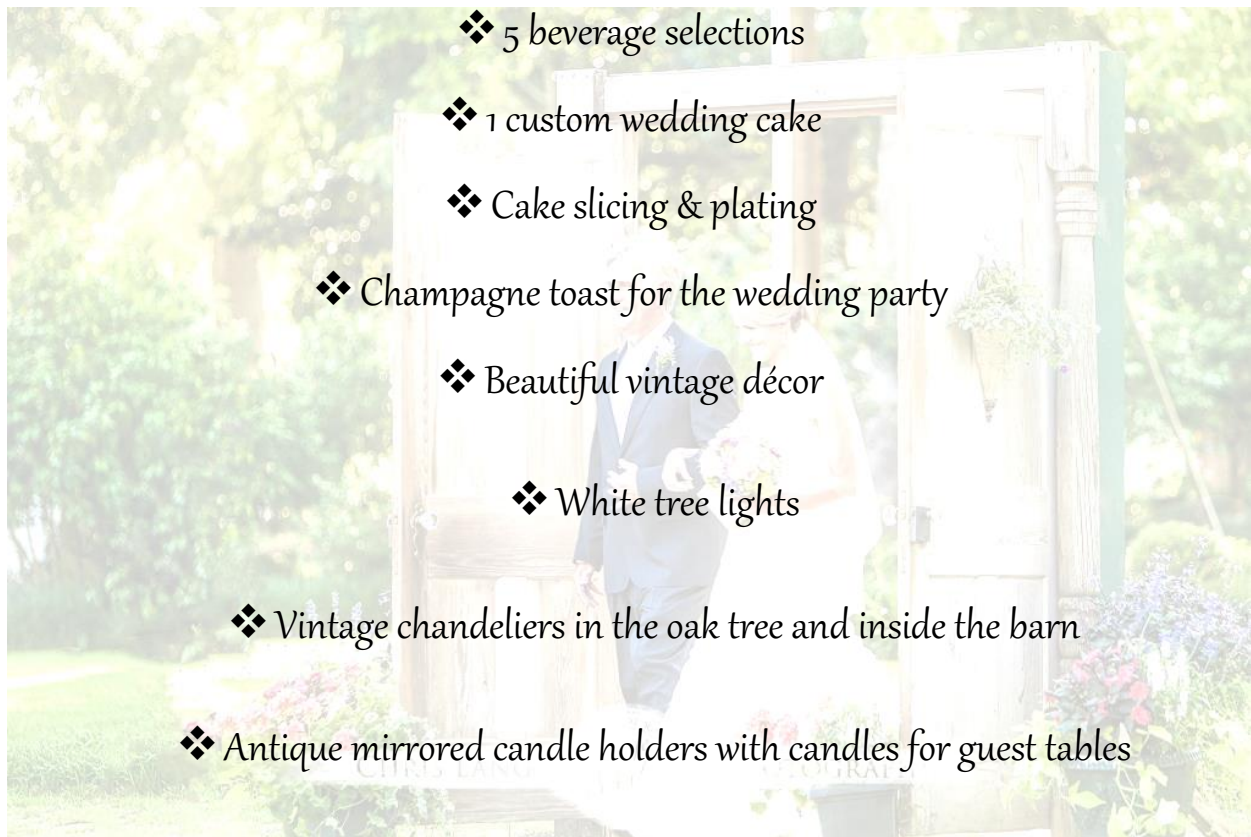 ❖ 5 beverage selections
❖ 1 custom wedding cake
❖ Cake slicing & plating
❖ Champagne toast for the wedding party
❖ Beautiful vintage décor
❖ White tree lights
❖ Vintage chandeliers in the oak tree and inside the barn
❖ Antique mirrored candle holders with candles for guest tables
CHRIS LANG